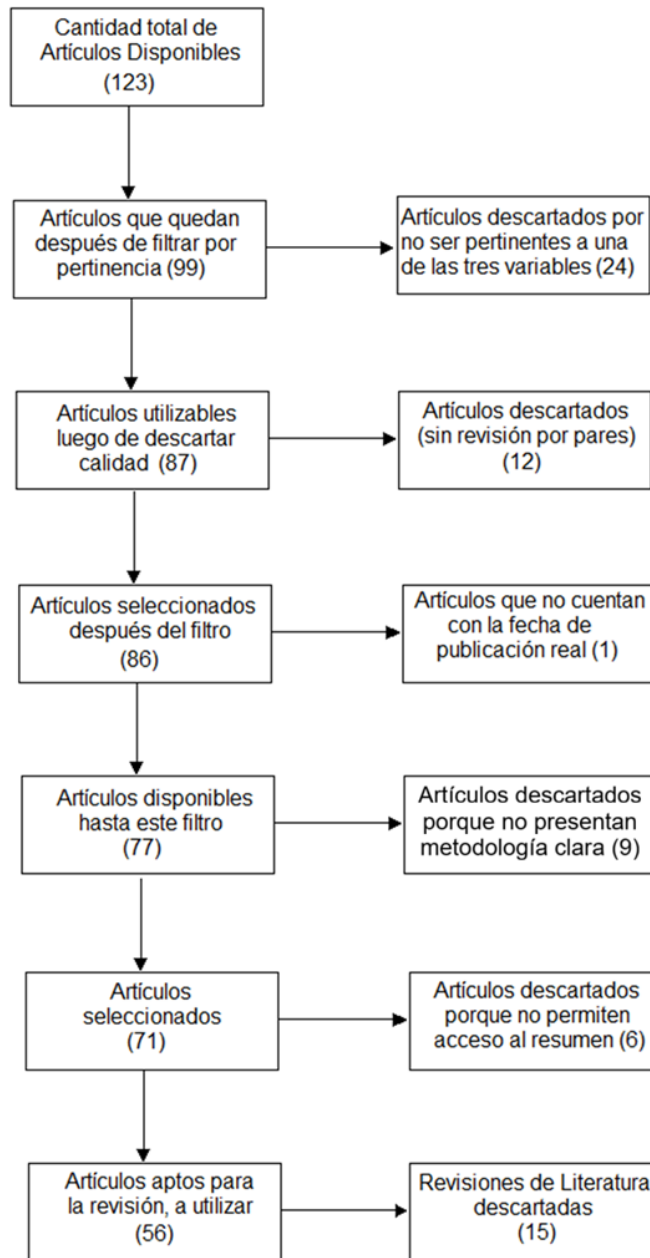 Cantidad total de
Artículos Disponibles
(123)
Artículos que quedan
después de filtrar por
pertinencia (99)
Artículos descartados por
no ser pertinentes a una
de las tres variables (24)
Artículos utilizables
luego de descartar
calidad (87)
Artículos descartados
(sin revisión por pares)
(12)
Artículos seleccionados
después del filtro
(86)
Artículos que no cuentan
con la fecha de
publicación real (1)
Artículos disponibles
hasta este filtro
(77)
Artículos descartados
porque no presentan
metodología clara (9)
Artículos
seleccionados
(71)
Artículos descartados
porque no permiten
acceso al resumen (6)
Artículos aptos para
la revisión, a utilizar
(56)
Revisiones de Literatura
descartadas
(15)